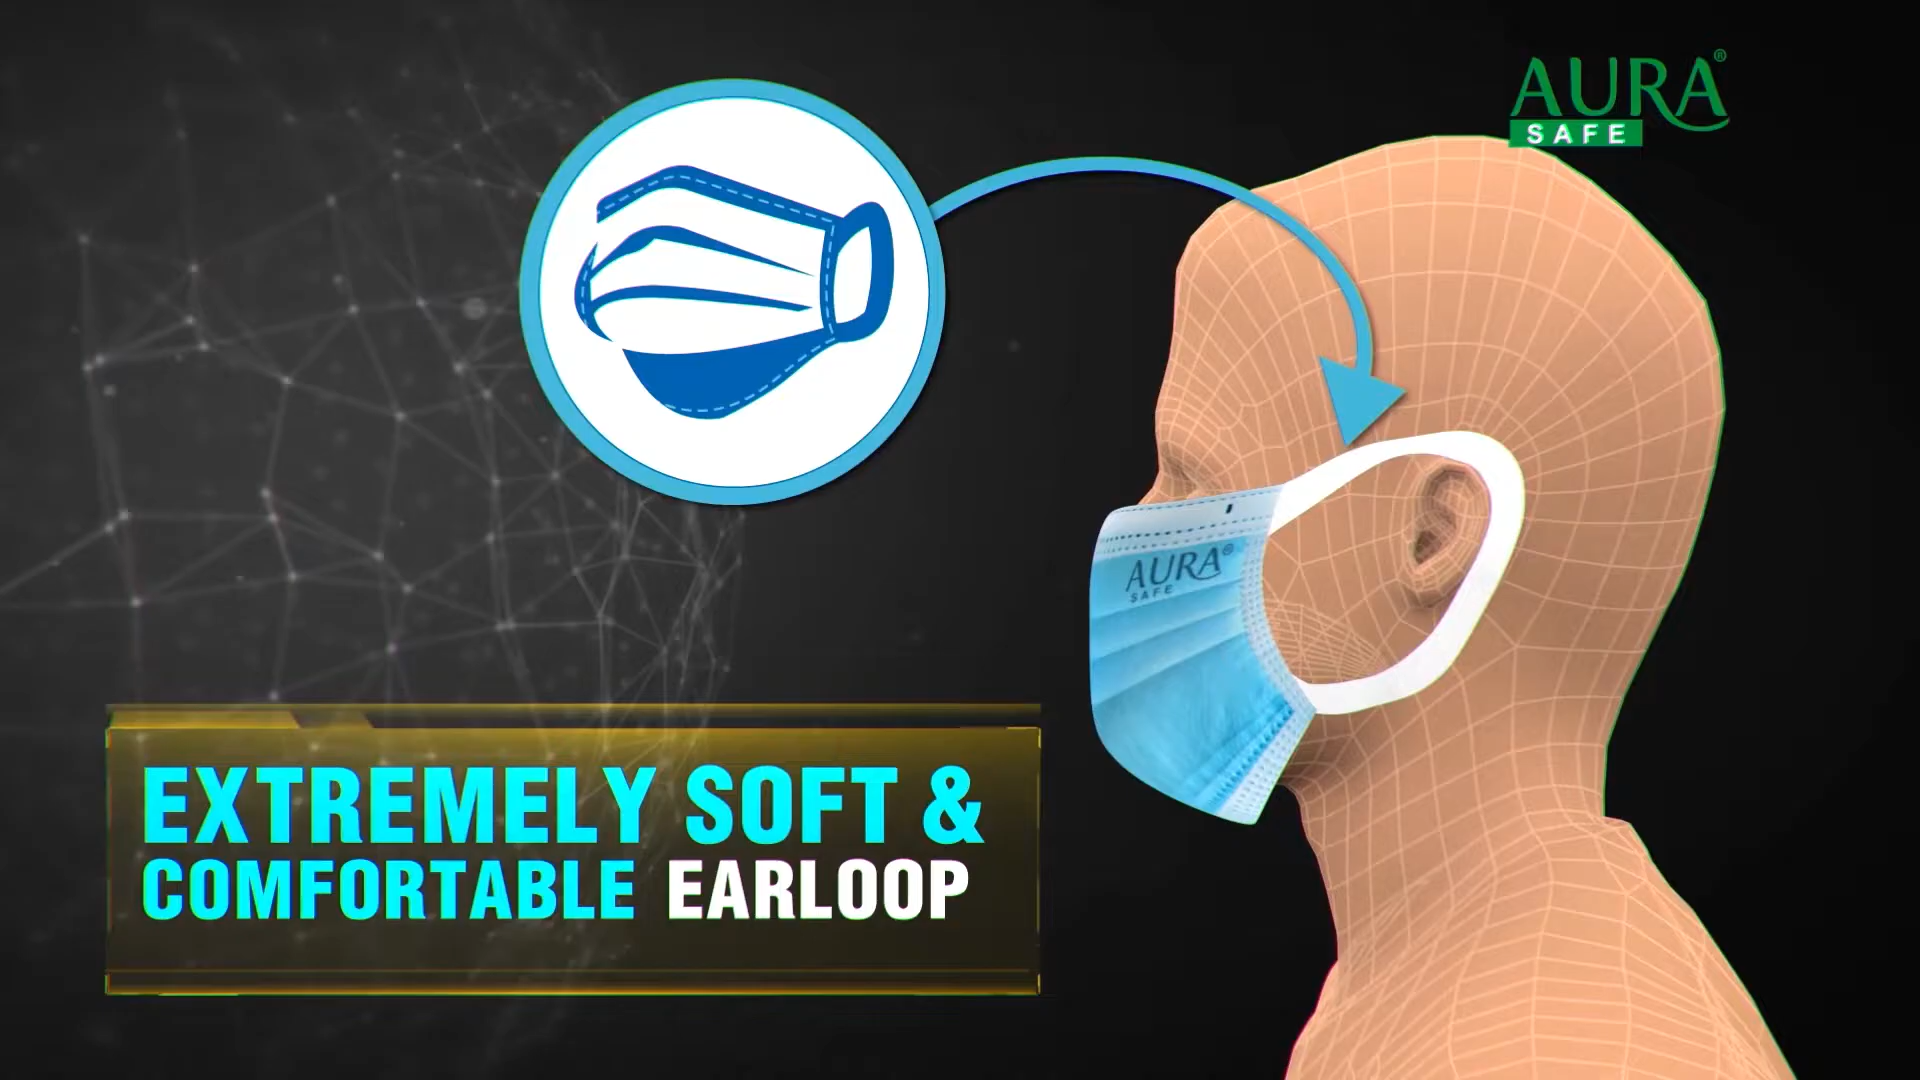 AURA®
SAFE
AURA®
SAFE
EXTREMELY SOFT &
COMFORTABLE EARLOOP